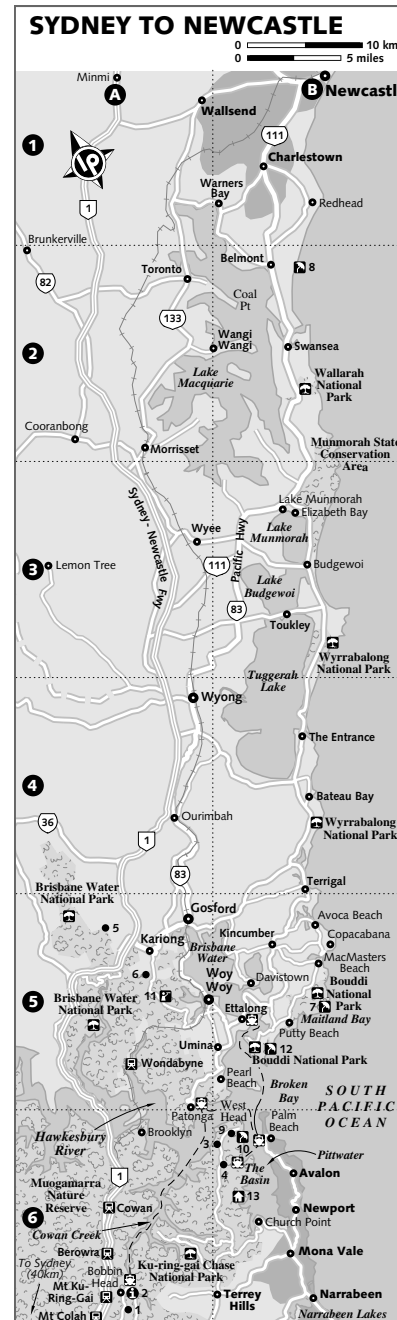 SYDNEY TO NEWCASTLE
0 10 km
0 5 miles
Minmi
A
B Newcastl
Wallsend
1
111
Charlestown
Warners
Bay
1
Redhead
Brunkerville
Belmont
8
Toronto
82
Coal
Pt
133
Wangi
Wangi
2
Swansea
Lake
Macquarie
Wallarah
National
Park
Cooranbong
Morrisset
Munmorah State
Conservation
Area
Sydney - Newcastle Fwy
Pacific Hwy
Lake Munmorah
Elizabeth Bay
Wyee
Lake
Munmorah
3
Lemon Tree
111
Budgewoi
Lake
Budgewoi
83
Toukley
Wyrrabalong
National Park
Tuggerah
Lake
Wyong
The Entrance
4
Bateau Bay
36
Ourimbah
1
Wyrrabalong
National Park
83
Brisbane Water
National Park
Terrigal
Gosford
5
Avoca Beach
Kincumber
Copacabana
Kariong
Brisbane
Water
MacMasters
Beach
6
Woy
Woy
Davistown
5
11
Bouddi
National
Park
7
Brisbane Water
National Park
Ettalong
Maitland Bay
Putty Beach
Umina
12
Bouddi National Park
Wondabyne
Pearl
Beach
Broken
Bay
SOUTH
PACIFIC
OCEAN
Patonga
West
Head
Palm
Beach
Hawkesbury
River
Brooklyn
9
10
3
Pittwater
The
Basin
4
1
Avalon
Muogamarra
Nature
Reserve
13
Cowan
Newport
6
Cowan Creek
Church Point
Berowra
Mona Vale
To Sydney
(40km)
Ku-ring-gai Chase
National Park
Bobbin
Head
Mt Ku-
Ring-Gai
2
Terrey
Hills
Narrabeen
1
Mt Colah
Narrabeen Lakes